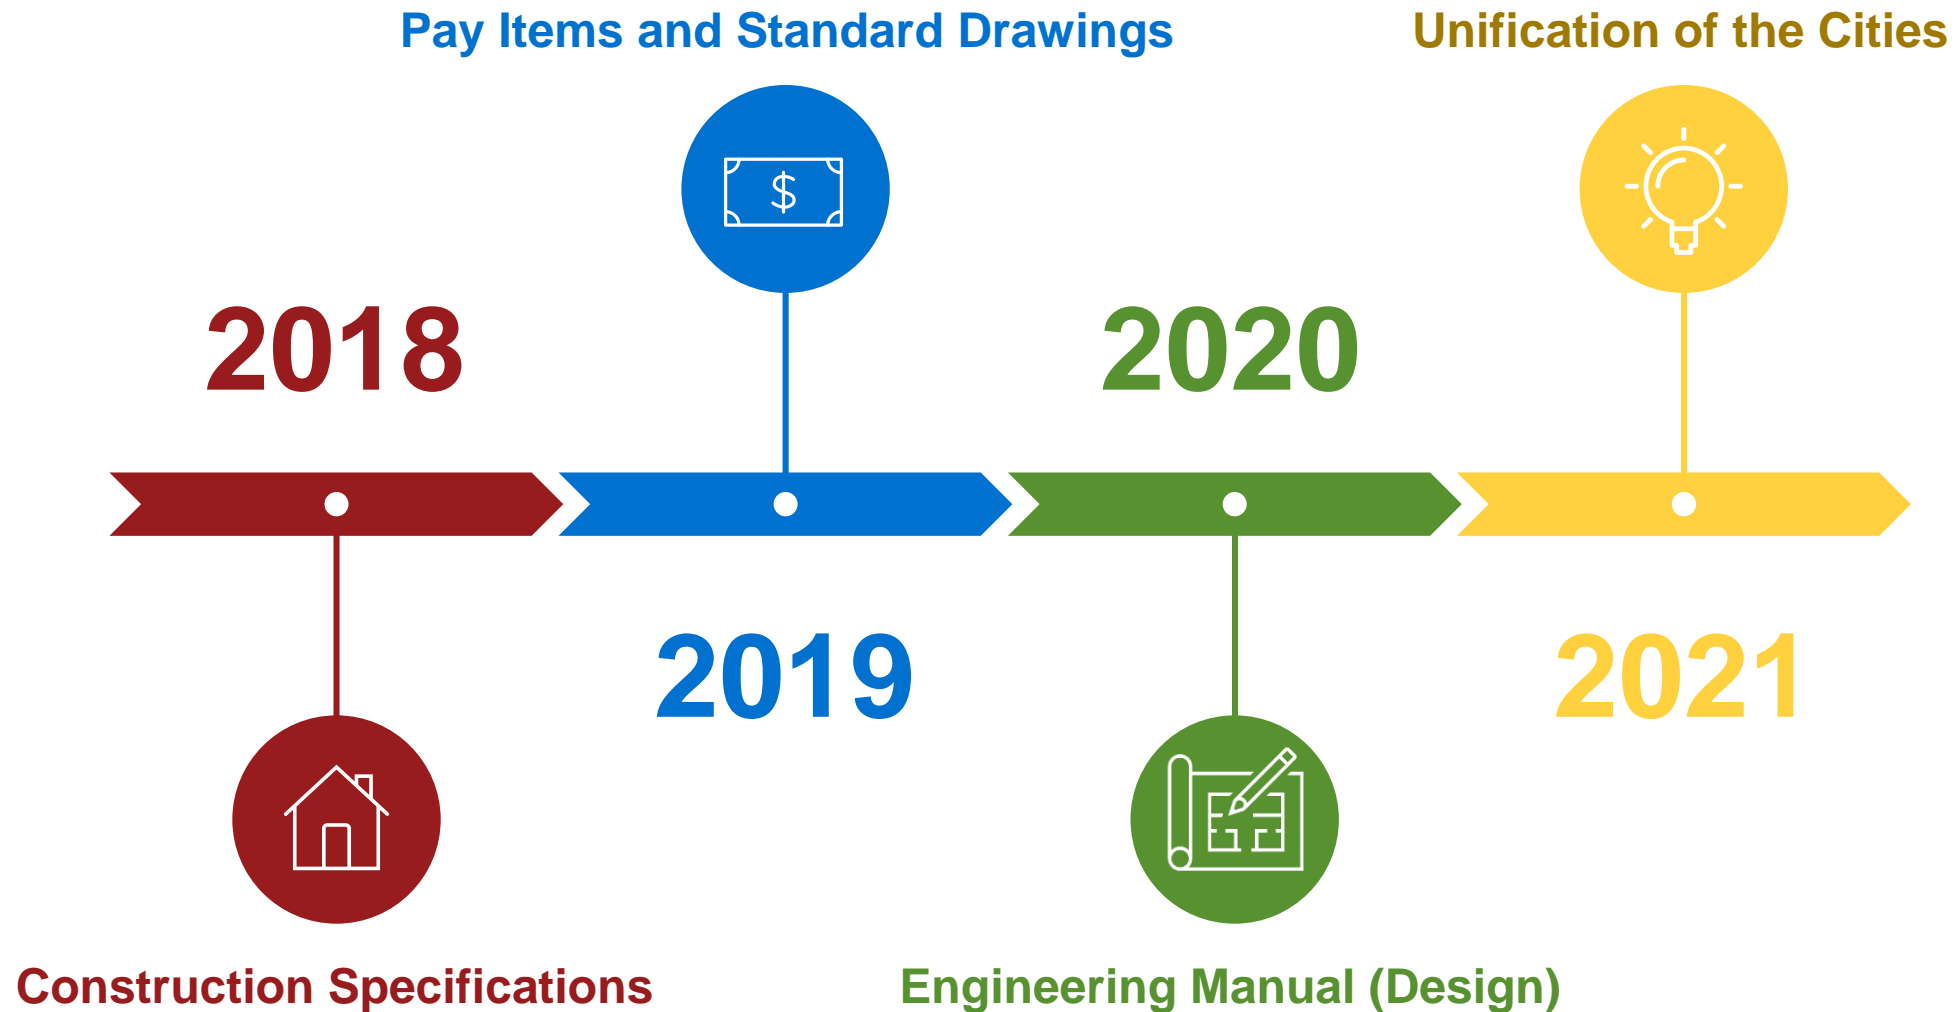 Pay Items and Standard Drawings
Unification of the Cities
$
2018
2020
2019
2021
Construction Specifications
Engineering Manual (Design)